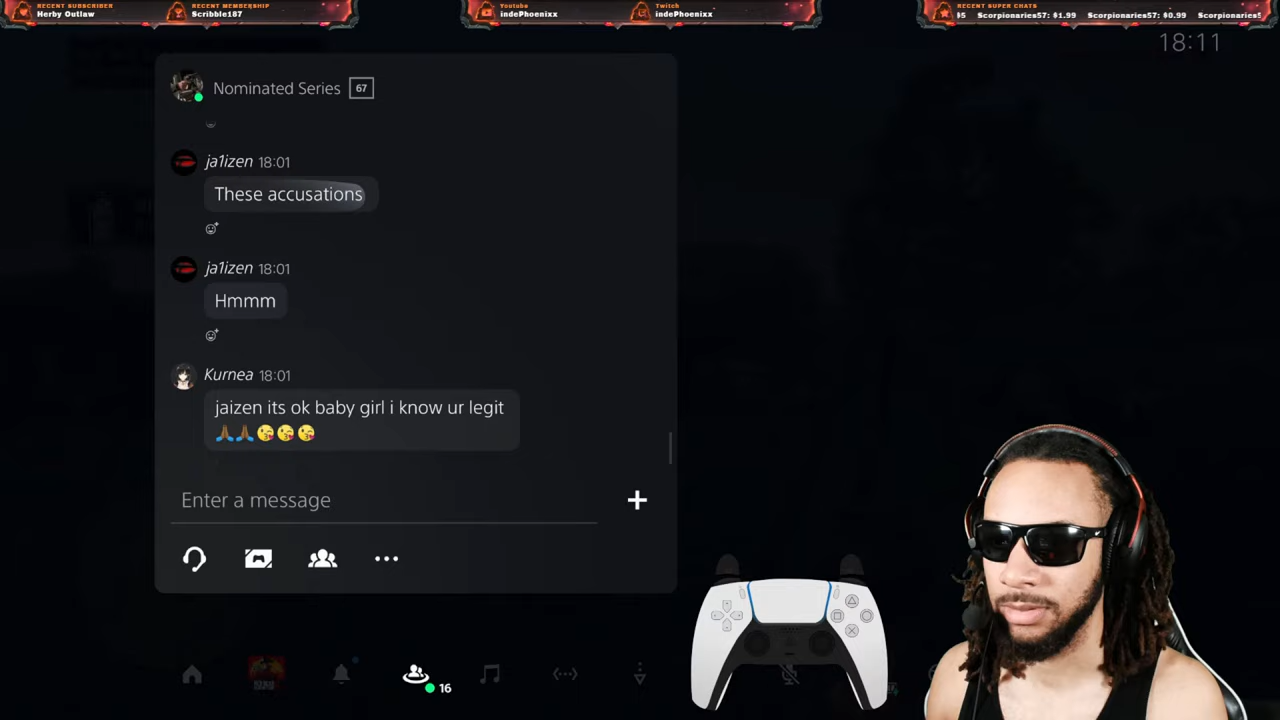 RECENT SUBSCRIBER
Herby Outlaw
RECENT MEMBERSHIP
Scribble187
Youtube
indePhoenixx
Twitch
indePhoenixx
RECENT SUPER CHATS
$5 Scorpionaries57: $1.99 Scorpionaries57: $0.99 Scorpionaries5
18:11
Nominated Series 67
ja1izen 18:01
These accusations
ja1izen 18:01
Hmmm
Kurnea 18:01
jaizen its ok baby girl i know ur legit
🙏🏾🙏🏾😘😘😘
Enter a message
16